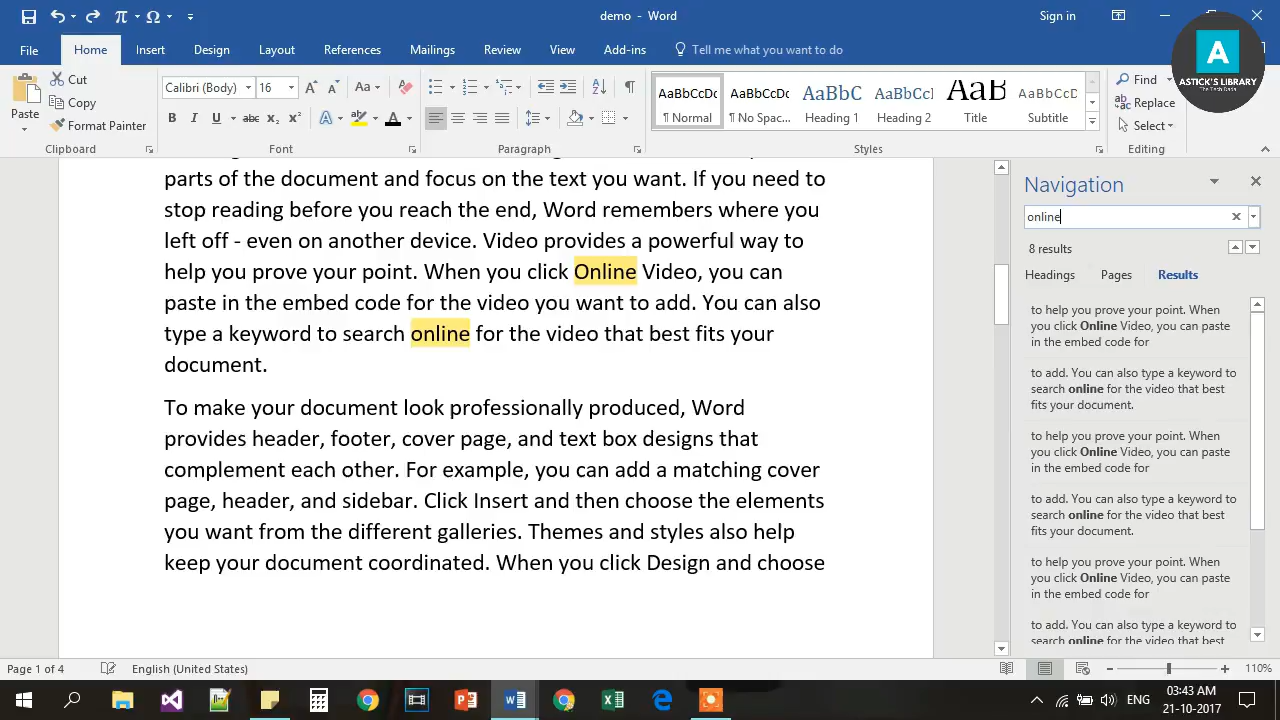 demo - Word
Sign in
File Home Insert Design Layout References Mailings Review View Add-ins Tell me what you want to do
A
ASTICK'S LIBRARY
The Tech Data
Paste
Cut
Copy
Format Painter
Clipboard
Calibri (Body) 16 Aa
B I U abc x₂ x² A A
Font
Paragraph
AaBbCcDc AaBbCcDc AaBbC AaBbCcI AaB AaBbCcD
¶ Normal ¶ No Spac... Heading 1 Heading 2 Title Subtitle
Styles
Find
Replace
Select
Editing
parts of the document and focus on the text you want. If you need to
stop reading before you reach the end, Word remembers where you
left off - even on another device. Video provides a powerful way to
help you prove your point. When you click Online Video, you can
paste in the embed code for the video you want to add. You can also
type a keyword to search online for the video that best fits your
document.
To make your document look professionally produced, Word
provides header, footer, cover page, and text box designs that
complement each other. For example, you can add a matching cover
page, header, and sidebar. Click Insert and then choose the elements
you want from the different galleries. Themes and styles also help
keep your document coordinated. When you click Design and choose
Navigation
online
8 results
Headings Pages Results
to help you prove your point. When
you click Online Video, you can paste
in the embed code for
to add. You can also type a keyword to
search online for the video that best
fits your document.
to help you prove your point. When
you click Online Video, you can paste
in the embed code for
to add. You can also type a keyword to
search online for the video that best
fits your document.
to help you prove your point. When
you click Online Video, you can paste
in the embed code for
to add. You can also type a keyword to
search online for the video that best
Page 1 of 4 English (United States) 110%
ENG
03:43 AM
21-10-2017